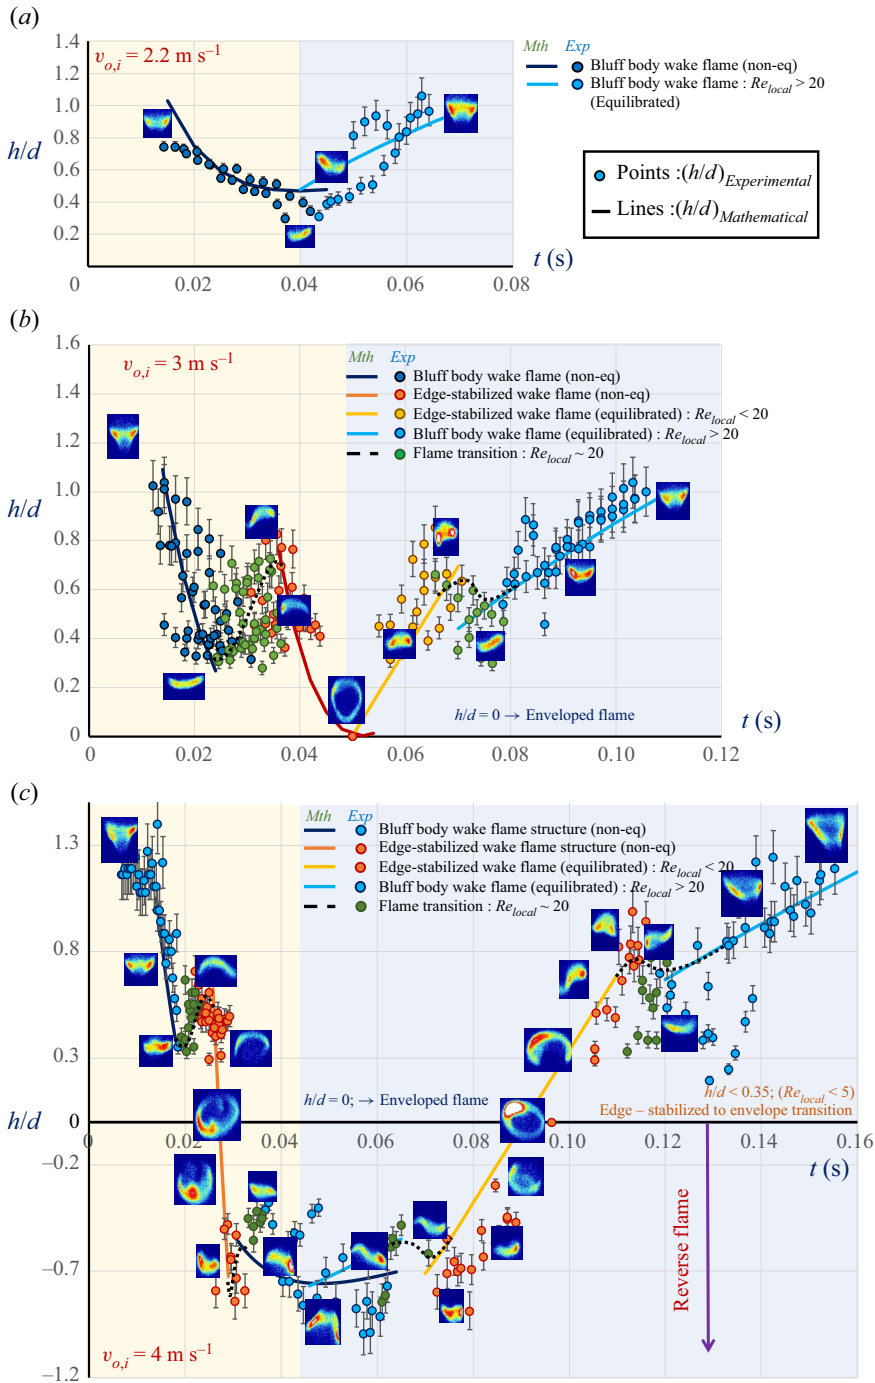 (a)
1.4
1.2
1.0
0.8
h/d
0.6
0.4
0.2
0
v_{o,i} = 2.2 m s⁻¹
0 0.02 0.04 0.06 0.08
t (s)
Mth Exp
Bluff body wake flame (non-eq)
Bluff body wake flame : Re_{local} > 20
(Equilibrated)
Points :(h/d)_{Experimental}
Lines :(h/d)_{Mathematical}
(b)
1.6
1.4
1.2
1.0
h/d
0.8
0.6
0.4
0.2
0
v_{o,i} = 3 m s⁻¹
Mth Exp
Bluff body wake flame (non-eq)
Edge-stabilized wake flame (non-eq)
Edge-stabilized wake flame (equilibrated) : Re_{local} < 20
Bluff body wake flame (equilibrated) : Re_{local} > 20
Flame transition : Re_{local} ~ 20
h/d = 0 → Enveloped flame
t (s)
0 0.02 0.04 0.06 0.08 0.10 0.12
(c)
1.3
0.8
0.3
h/d
0
−0.2
−0.7
−1.2
Mth Exp
Bluff body wake flame structure (non-eq)
Edge-stabilized wake flame structure (non-eq)
Edge-stabilized wake flame (equilibrated) : Re_{local} < 20
Bluff body wake flame (equilibrated) : Re_{local} > 20
Flame transition : Re_{local} ~ 20
h/d = 0; → Enveloped flame
h/d < 0.35; (Re_{local} < 5)
Edge – stabilized to envelope transition
0 0.02 0.04 0.06 0.08 0.10 0.12 0.14 0.16
t (s)
Reverse flame
v_{o,i} = 4 m s⁻¹